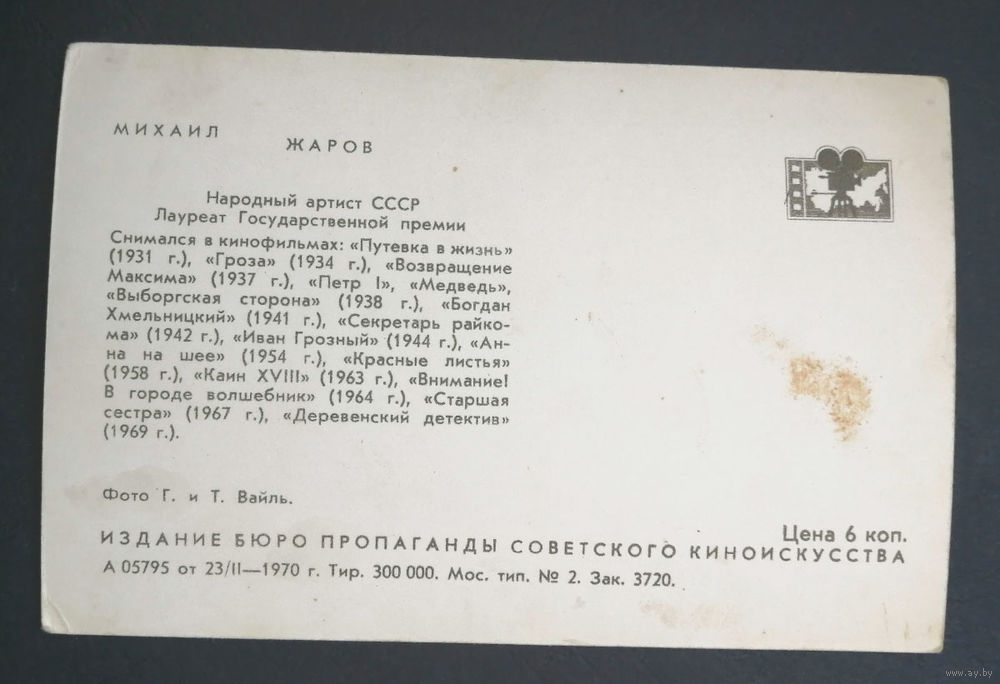 МИХАИЛ
ЖАРОВ
Народный артист СССР
Лауреат Государственной премии
Снимался в кинофильмах: «Путевка в жизнь»
(1931 г.), «Гроза» (1934 г.), «Возвращение
Максима» (1937 г.), «Петр I», «Медведь»,
«Выборгская сторона» (1938 г.), «Богдан
Хмельницкий» (1941 г.), «Секретарь райко-
ма» (1942 г.), «Иван Грозный» (1944 г.), «Ан-
на на шее» (1954 г.), «Красные листья»
(1958 г.), «Каин XVIII» (1963 г.), «Внимание!
В городе волшебник» (1964 г.), «Старшая
сестра» (1967 г.), «Деревенский детектив»
(1969 г.).
Фото Г. и Т. Вайль.
Цена 6 коп.
ИЗДАНИЕ БЮРО ПРОПАГАНДЫ СОВЕТСКОГО КИНОИСКУССТВА
А 05795 от 23/II—1970 г. Тир. 300 000. Мос. тип. № 2. Зак. 3720.
www.ay.by